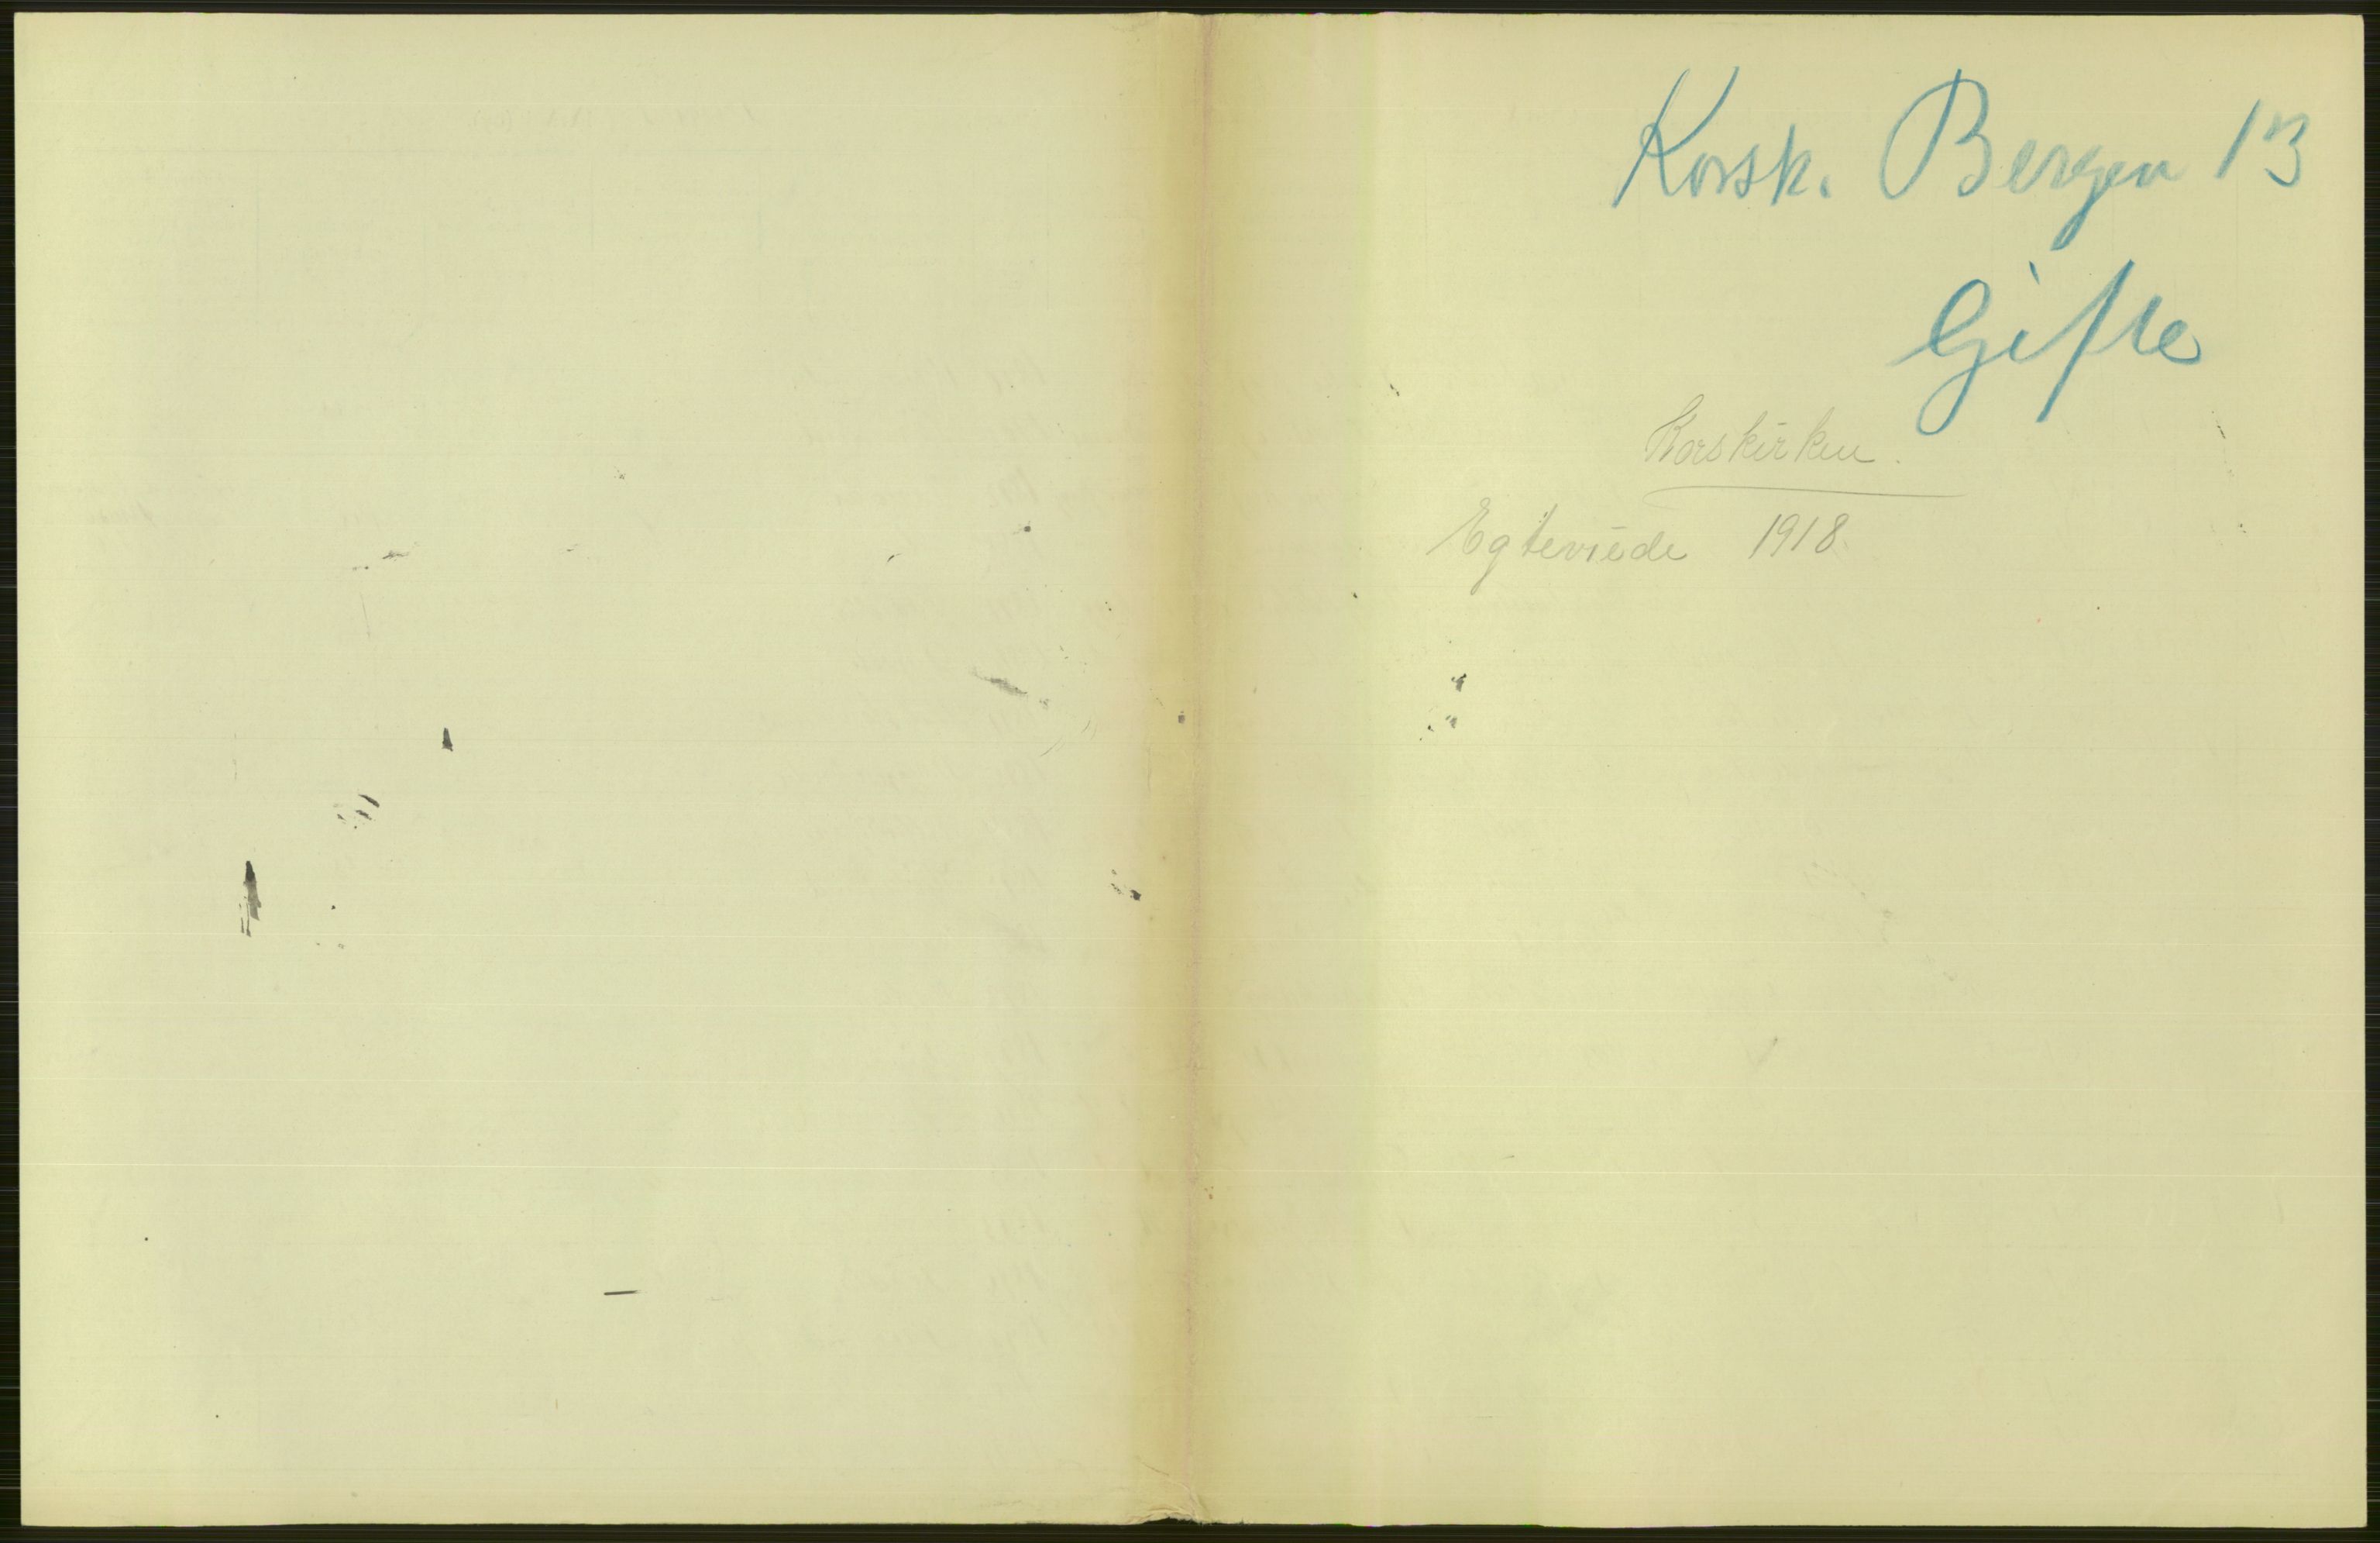 Korsk. Bergen 13
Gifte
Korskirken.
Egteviede 1918.